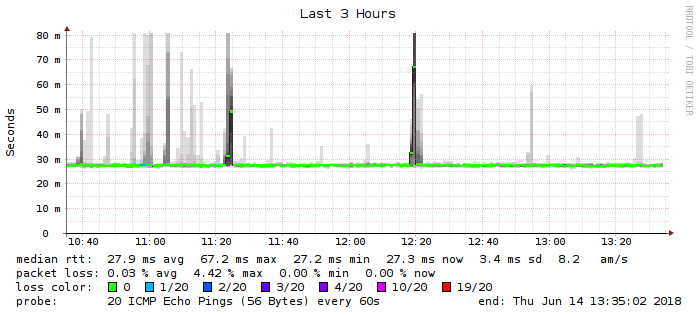 Last 3 Hours
RRDTOOL / TOBI OETIKER
Seconds
80 m
70 m
60 m
50 m
40 m
30 m
20 m
10 m
0
10:40 11:00 11:20 11:40 12:00 12:20 12:40 13:00 13:20
median rtt: 27.9 ms avg 67.2 ms max 27.2 ms min 27.3 ms now 3.4 ms sd 8.2 am/s
packet loss: 0.03 % avg 4.42 % max 0.00 % min 0.00 % now
loss color: 0 1/20 2/20 3/20 4/20 10/20 19/20
probe: 20 ICMP Echo Pings (56 Bytes) every 60s end: Thu Jun 14 13:35:02 2018